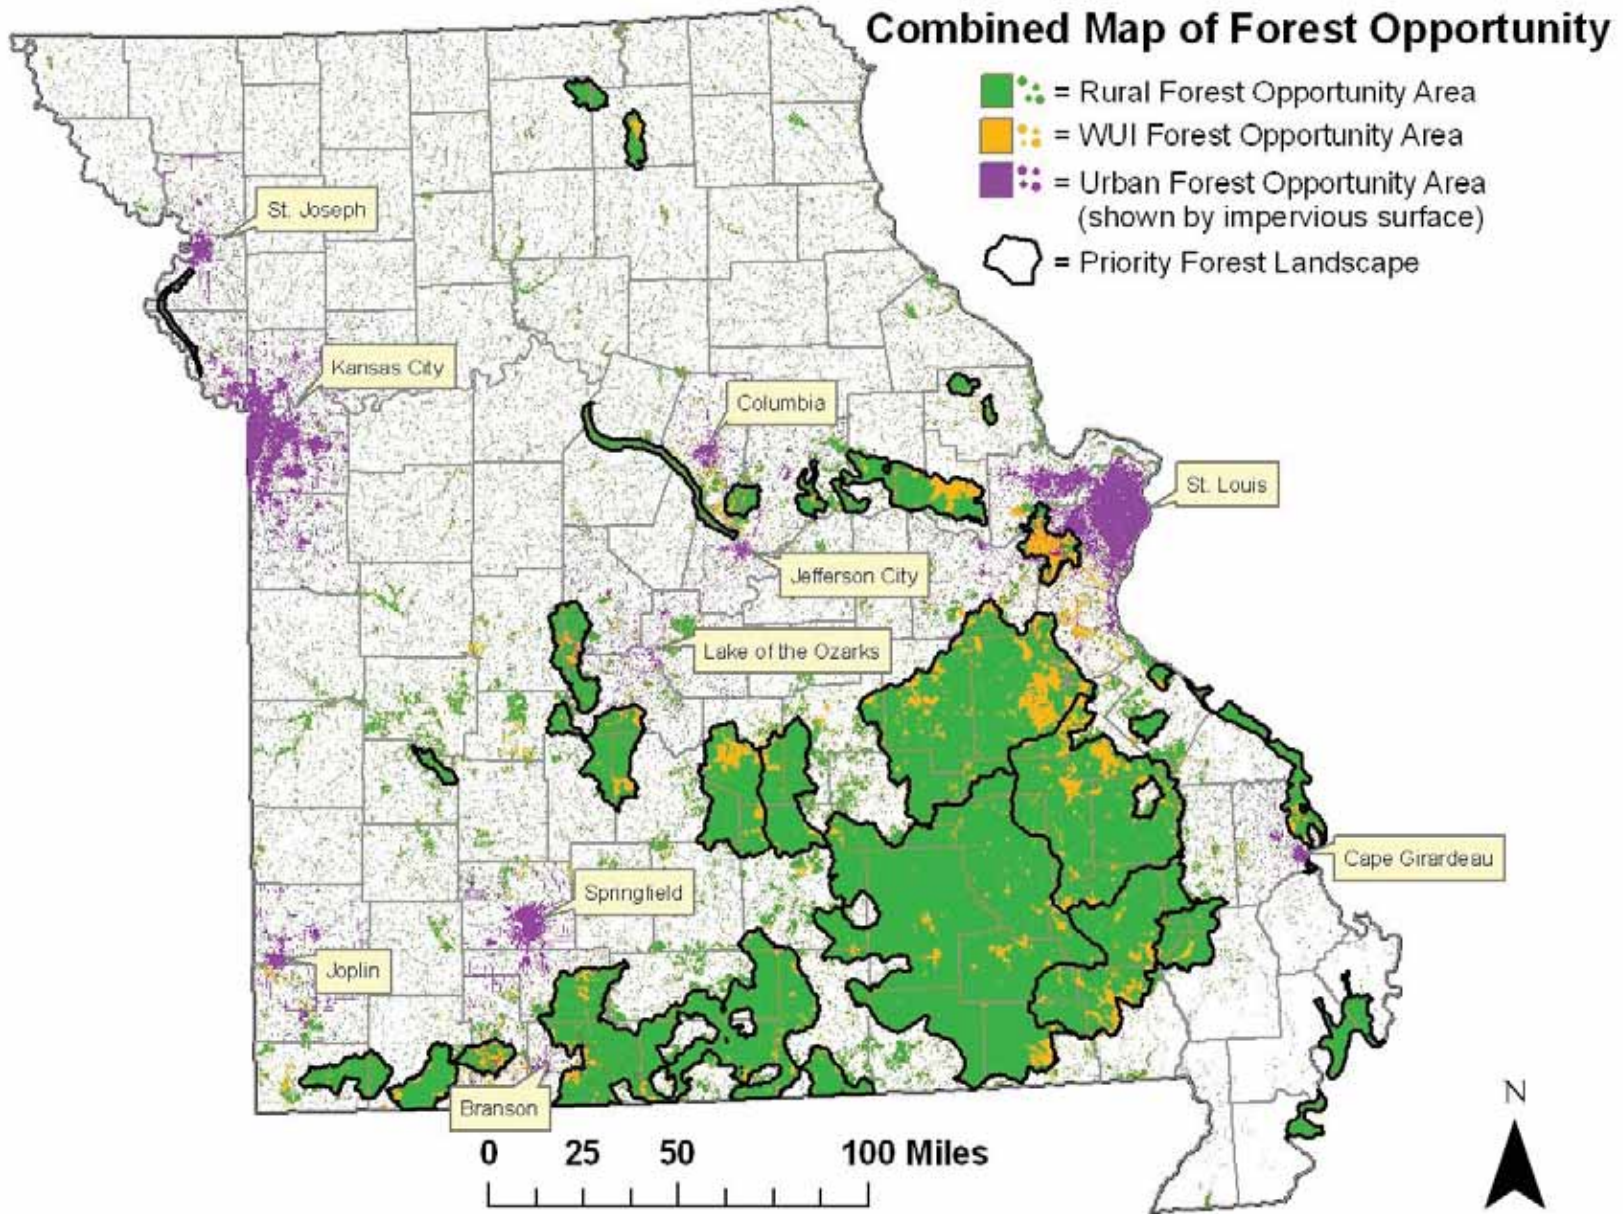 Combined Map of Forest Opportunity
= Rural Forest Opportunity Area
= WUI Forest Opportunity Area
= Urban Forest Opportunity Area
(shown by impervious surface)
= Priority Forest Landscape
St. Joseph
Kansas City
Columbia
St. Louis
Jefferson City
Lake of the Ozarks
Cape Girardeau
Springfield
Joplin
Branson
N
0 25 50 100 Miles